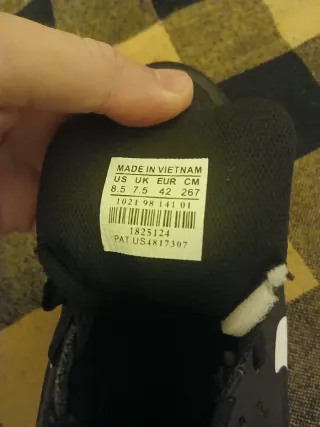 MADE IN VIETNAM
US UK EUR CM
8.5 7.5 42 267
1021 98 141 01
1825124
PAT.US4817307